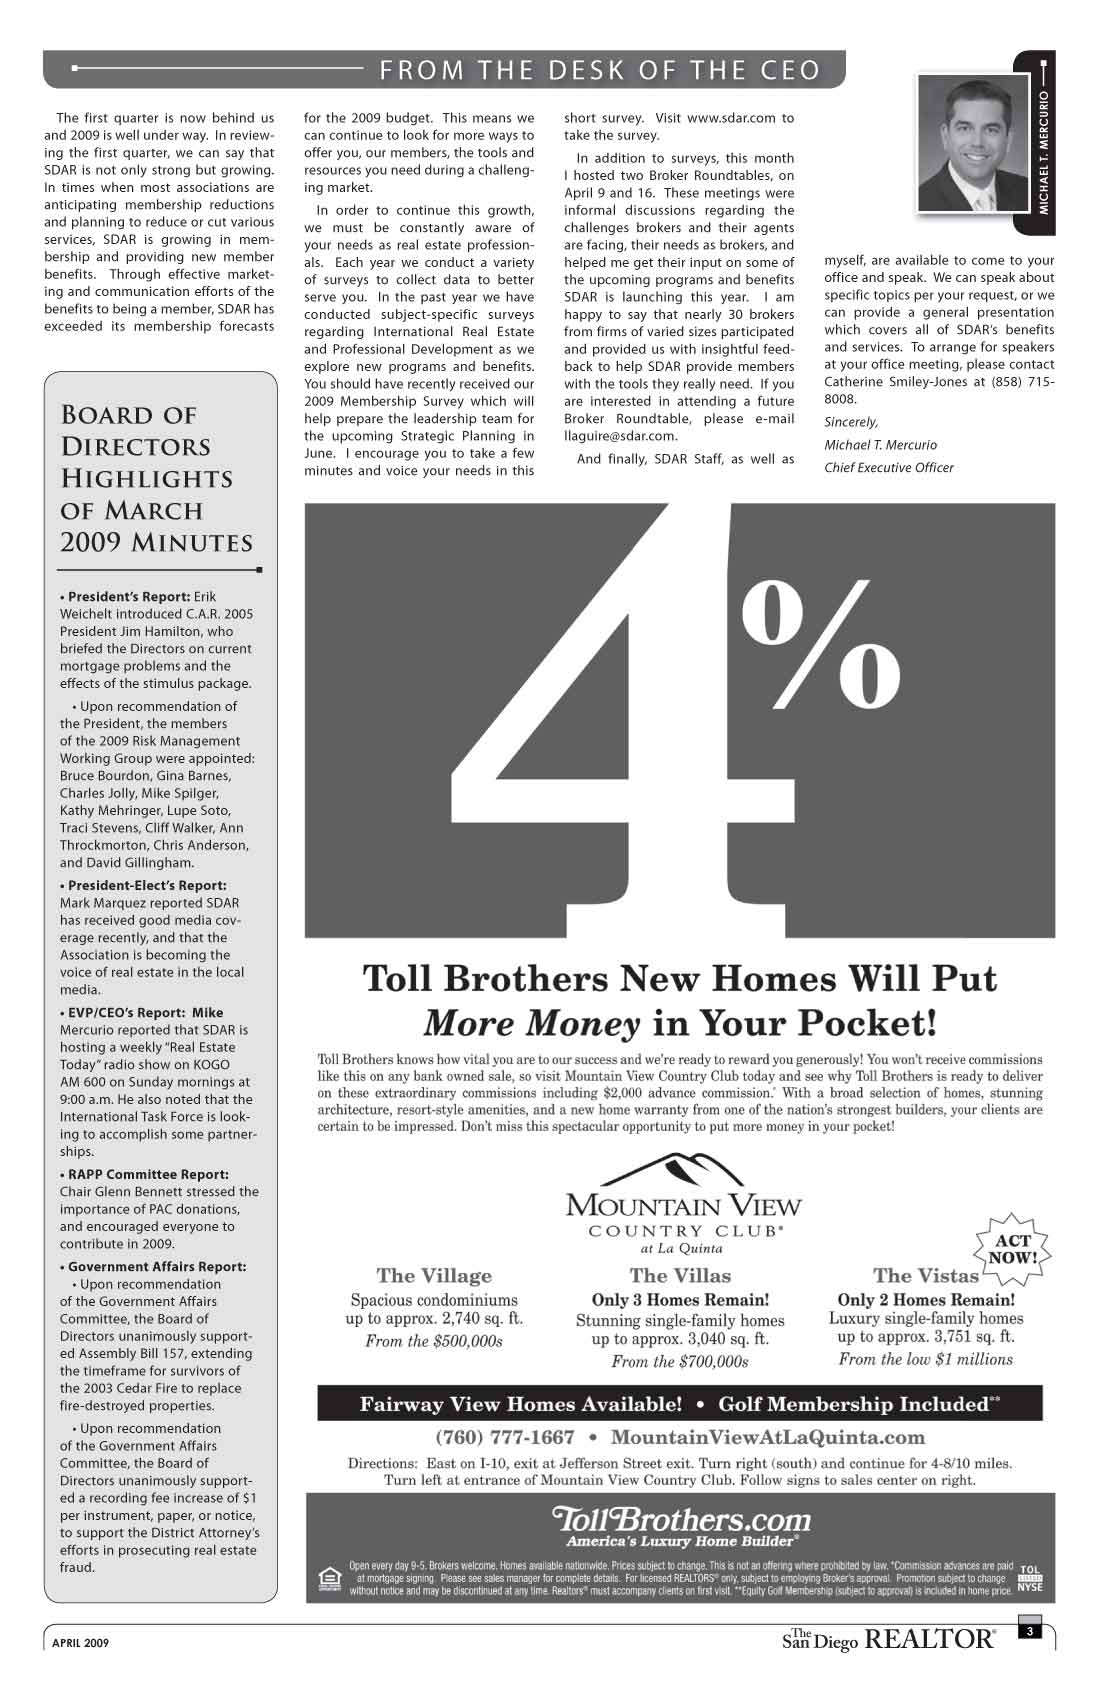 FROM THE DESK OF THE CEO
MICHAEL T. MERCURIO
The first quarter is now behind us
and 2009 is well under way. In review-
ing the first quarter, we can say that
SDAR is not only strong but growing.
In times when most associations are
anticipating membership reductions
and planning to reduce or cut various
services, SDAR is growing in mem-
bership and providing new member
benefits. Through effective market-
ing and communication efforts of the
benefits to being a member, SDAR has
exceeded its membership forecasts
for the 2009 budget. This means we
can continue to look for more ways to
offer you, our members, the tools and
resources you need during a challeng-
ing market.
In order to continue this growth,
we must be constantly aware of
your needs as real estate profession-
als. Each year we conduct a variety
of surveys to collect data to better
serve you. In the past year we have
conducted subject-specific surveys
regarding International Real Estate
and Professional Development as we
explore new programs and benefits.
You should have recently received our
2009 Membership Survey which will
help prepare the leadership team for
the upcoming Strategic Planning in
June. I encourage you to take a few
minutes and voice your needs in this
short survey. Visit www.sdar.com to
take the survey.
In addition to surveys, this month
I hosted two Broker Roundtables, on
April 9 and 16. These meetings were
informal discussions regarding the
challenges brokers and their agents
are facing, their needs as brokers, and
helped me get their input on some of
the upcoming programs and benefits
SDAR is launching this year. I am
happy to say that nearly 30 brokers
from firms of varied sizes participated
and provided us with insightful feed-
back to help SDAR provide members
with the tools they really need. If you
are interested in attending a future
Broker Roundtable, please e-mail
llaguire@sdar.com.
And finally, SDAR Staff, as well as
myself, are available to come to your
office and speak. We can speak about
specific topics per your request, or we
can provide a general presentation
which covers all of SDAR's benefits
and services. To arrange for speakers
at your office meeting, please contact
Catherine Smiley-Jones at (858) 715-
8008.
Sincerely,
Michael T. Mercurio
Chief Executive Officer
BOARD OF
DIRECTORS
HIGHLIGHTS
OF MARCH
2009 MINUTES
• President's Report: Erik
Weichelt introduced C.A.R. 2005
President Jim Hamilton, who
briefed the Directors on current
mortgage problems and the
effects of the stimulus package.
• Upon recommendation of
the President, the members
of the 2009 Risk Management
Working Group were appointed:
Bruce Bourdon, Gina Barnes,
Charles Jolly, Mike Spilger,
Kathy Mehringer, Lupe Soto,
Traci Stevens, Cliff Walker, Ann
Throckmorton, Chris Anderson,
and David Gillingham.
• President-Elect's Report:
Mark Marquez reported SDAR
has received good media cov-
erage recently, and that the
Association is becoming the
voice of real estate in the local
media.
• EVP/CEO's Report: Mike
Mercurio reported that SDAR is
hosting a weekly "Real Estate
Today" radio show on KOGO
AM 600 on Sunday mornings at
9:00 a.m. He also noted that the
International Task Force is look-
ing to accomplish some partner-
ships.
• RAPP Committee Report:
Chair Glenn Bennett stressed the
importance of PAC donations,
and encouraged everyone to
contribute in 2009.
• Government Affairs Report:
• Upon recommendation
of the Government Affairs
Committee, the Board of
Directors unanimously support-
ed Assembly Bill 157, extending
the timeframe for survivors of
the 2003 Cedar Fire to replace
fire-destroyed properties.
• Upon recommendation
of the Government Affairs
Committee, the Board of
Directors unanimously support-
ed a recording fee increase of $1
per instrument, paper, or notice,
to support the District Attorney's
efforts in prosecuting real estate
fraud.
4%
Toll Brothers New Homes Will Put
More Money in Your Pocket!
Toll Brothers knows how vital you are to our success and we're ready to reward you generously! You won't receive commissions
like this on any bank owned sale, so visit Mountain View Country Club today and see why Toll Brothers is ready to deliver
on these extraordinary commissions including $2,000 advance commission.* With a broad selection of homes, stunning
architecture, resort-style amenities, and a new home warranty from one of the nation's strongest builders, your clients are
certain to be impressed. Don't miss this spectacular opportunity to put more money in your pocket!
MOUNTAIN VIEW
COUNTRY CLUB®
at La Quinta
ACT
NOW!
The Village
Spacious condominiums
up to approx. 2,740 sq. ft.
From the $500,000s
The Villas
Only 3 Homes Remain!
Stunning single-family homes
up to approx. 3,040 sq. ft.
From the $700,000s
The Vistas
Only 2 Homes Remain!
Luxury single-family homes
up to approx. 3,751 sq. ft.
From the low $1 millions
Fairway View Homes Available! • Golf Membership Included**
(760) 777-1667 • MountainViewAtLaQuinta.com
Directions: East on I-10, exit at Jefferson Street exit. Turn right (south) and continue for 4-8/10 miles.
Turn left at entrance of Mountain View Country Club. Follow signs to sales center on right.
TollBrothers.com
America's Luxury Home Builder®
Open every day 9-5. Brokers welcome. Homes available nationwide. Prices subject to change. This is not an offering where prohibited by law. *Commission advances are paid
at mortgage signing. Please see sales manager for complete details. For licensed REALTORS® only, subject to employing Broker's approval. Promotion subject to change
without notice and may be discontinued at any time. Realtors® must accompany clients on first visit. **Equity Golf Membership (subject to approval) is included in home price.
TOL
NYSE
APRIL 2009
The San Diego REALTOR®
3